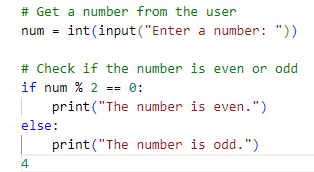 # Get a number from the user
num = int(input("Enter a number: "))

# Check if the number is even or odd
if num % 2 == 0:
    print("The number is even.")
else:
    print("The number is odd.")
4